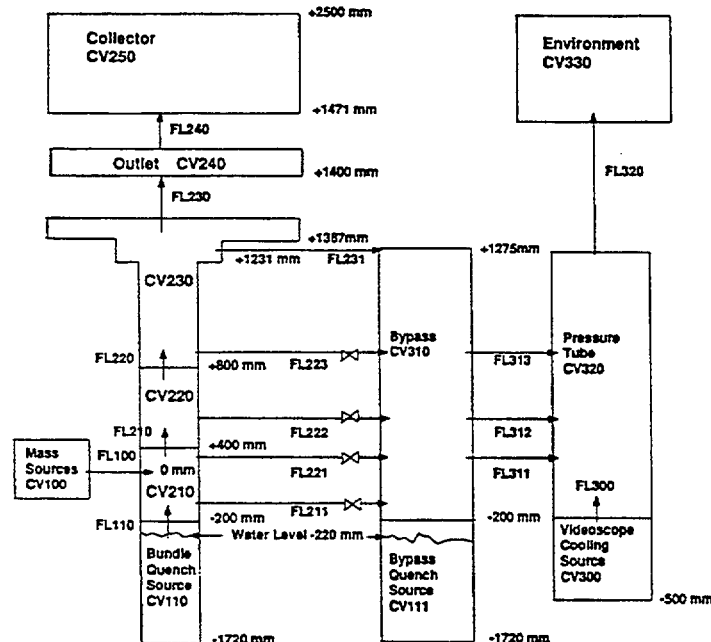 +2500 mm
Collector
CV250
Environment
CV330
+1471 mm
FL240
Outlet CV240
+1400 mm
FL230
FL320
+1367mm
+1231 mm
FL231
+1275mm
CV230
Bypass
CV310
Pressure
Tube
CV320
FL220
+800 mm
FL223
FL313
CV220
FL210
+400 mm
FL222
FL312
Mass
Sources
CV100
FL100
0 mm
FL221
FL311
CV210
FL300
FL110
-200 mm
FL211
-200 mm
Water Level -220 mm
Bundle
Quench
Source
CV110
Bypass
Quench
Source
CV111
Videoscope
Cooling
Source
CV300
-500 mm
-1720 mm
-1720 mm